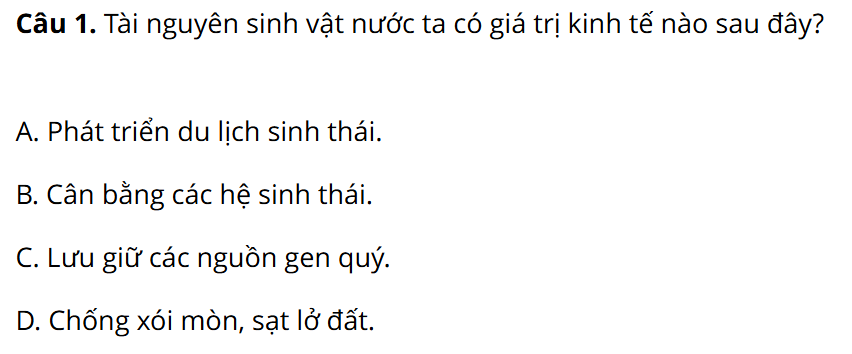 Câu 1. Tài nguyên sinh vật nước ta có giá trị kinh tế nào sau đây?
A. Phát triển du lịch sinh thái.
B. Cân bằng các hệ sinh thái.
C. Lưu giữ các nguồn gen quý.
D. Chống xói mòn, sạt lở đất.